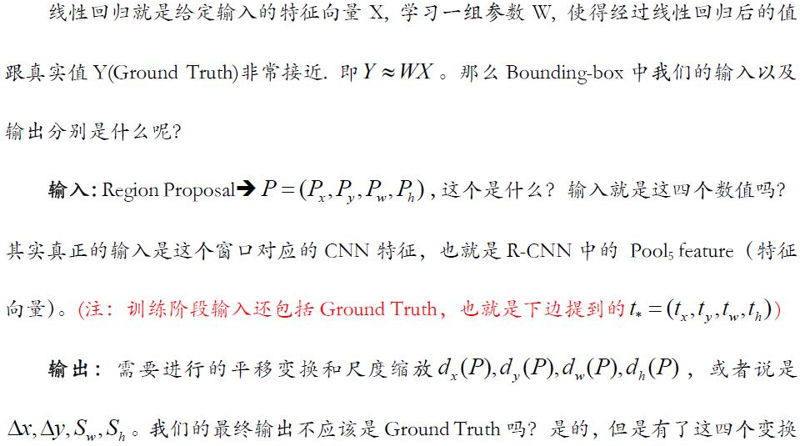 线性回归就是给定输入的特征向量 X, 学习一组参数 W, 使得经过线性回归后的值
跟真实值 Y(Ground Truth)非常接近. 即 Y ≈ WX 。那么 Bounding-box 中我们的输入以及
输出分别是什么呢?
输入: Region Proposal→ P = (Pₓ, Pᵧ, P_w, P_h) , 这个是什么? 输入就是这四个数值吗?
其实真正的输入是这个窗口对应的 CNN 特征, 也就是 R-CNN 中的 Pool₅ feature (特征
向量)。(注: 训练阶段输入还包括 Ground Truth, 也就是下边提到的 t_* = (t_x, t_y, t_w, t_h))
输出: 需要进行的平移变换和尺度缩放 d_x(P), d_y(P), d_w(P), d_h(P) , 或者说是
Δx, Δy, S_w, S_h 。我们的最终输出不应该是 Ground Truth 吗? 是的, 但是有了这四个变换